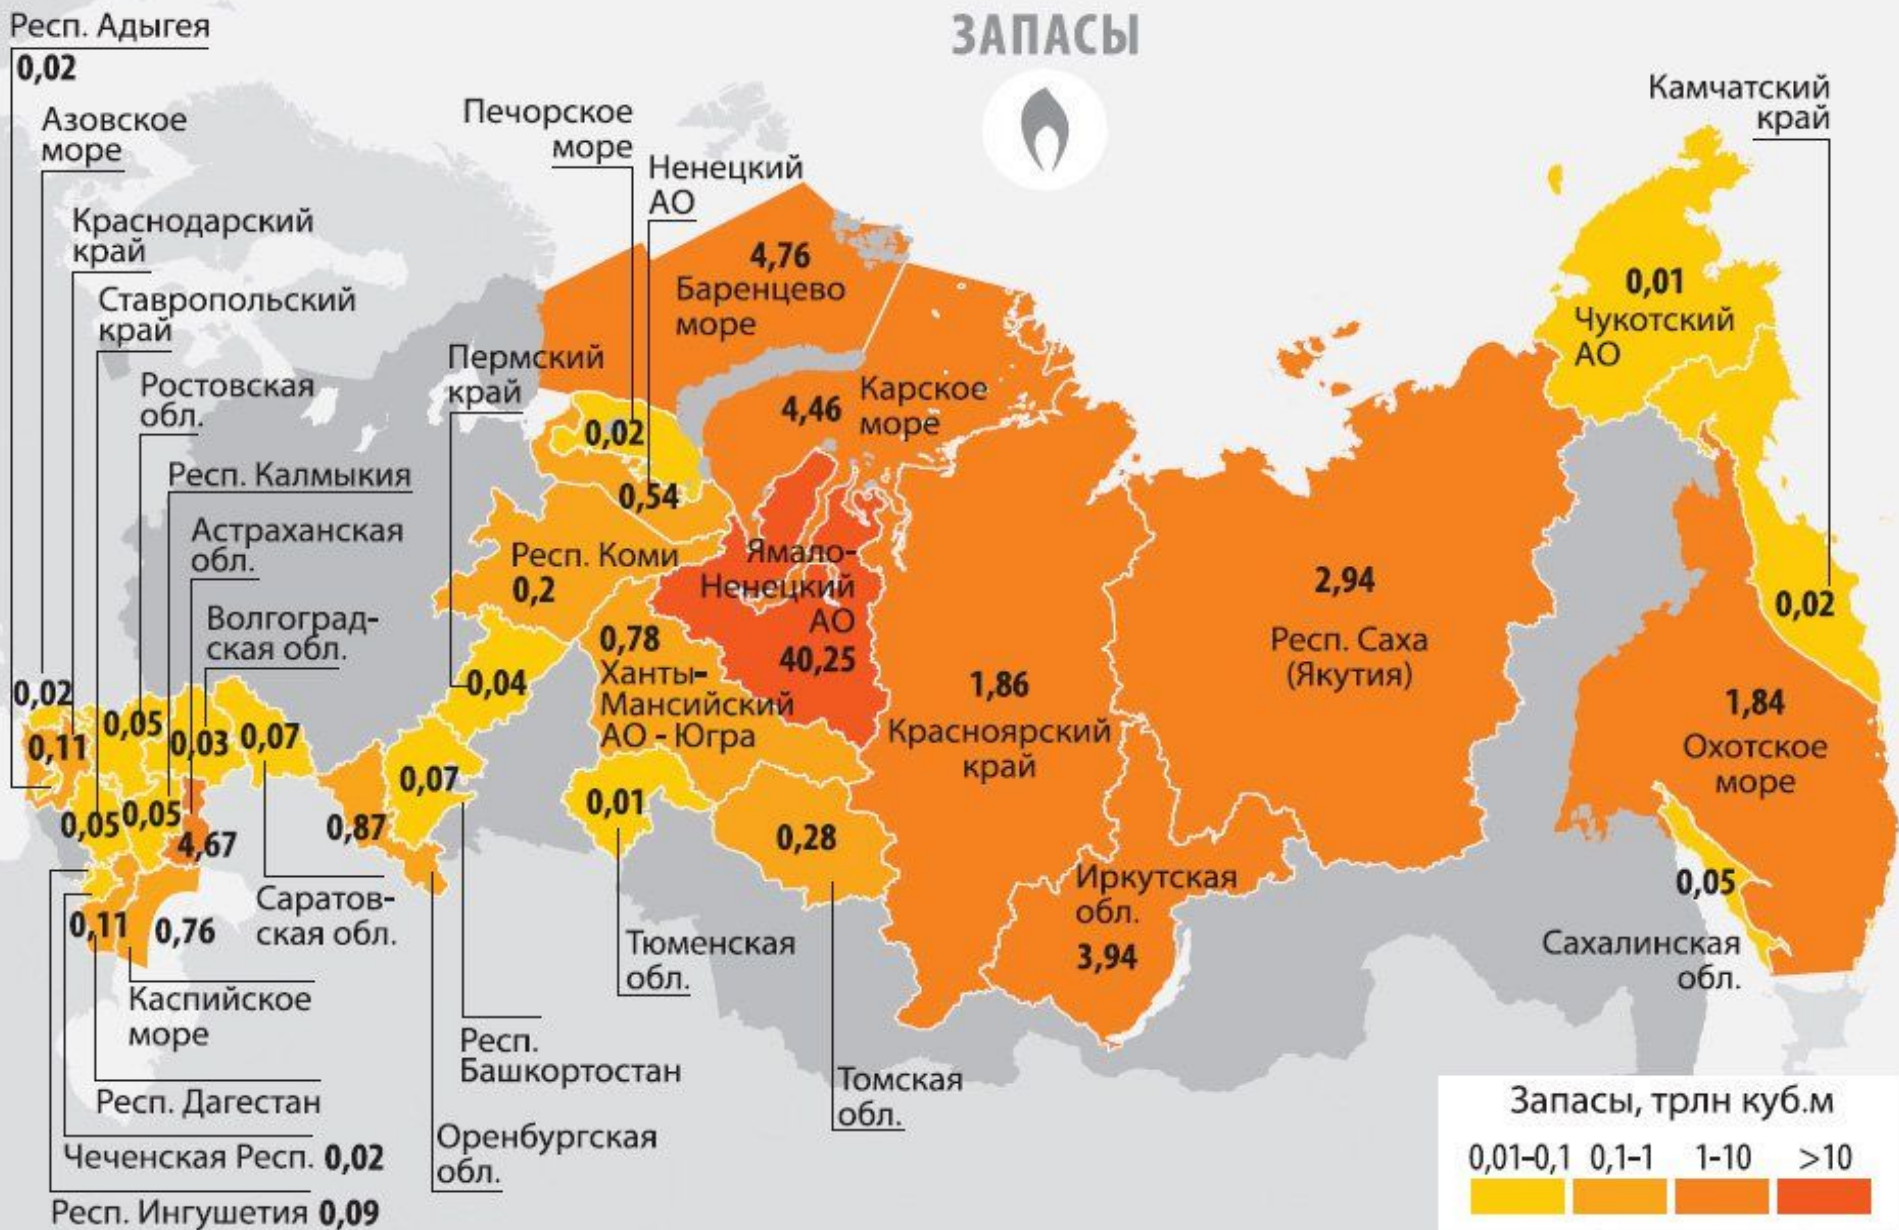 ЗАПАСЫ
Респ. Адыгея
0,02
Азовское
море
Краснодарский
край
Ставропольский
край
Ростовская
обл.
Респ. Калмыкия
Астраханская
обл.
Волгоград-
ская обл.
Печорское
море
Ненецкий
АО
Пермский
край
4,76
Баренцево
море
4,46
Карское
море
0,02
0,54
Респ. Коми
0,2
Ямало-
Ненецкий
АО
40,25
0,78
Ханты-
Мансийский
АО - Югра
0,04
1,86
Красноярский
край
2,94
Респ. Саха
(Якутия)
Камчатский
край
0,01
Чукотский
АО
0,02
1,84
Охотское
море
0,05
Сахалинская
обл.
0,02
0,11
0,05
0,03
0,07
0,05
0,05
4,67
0,87
0,07
0,01
0,28
Иркутская
обл.
3,94
0,11
0,76
Саратов-
ская обл.
Каспийское
море
Тюменская
обл.
Респ.
Башкортостан
Томская
обл.
Респ. Дагестан
Оренбургская
обл.
Чеченская Респ. 0,02
Респ. Ингушетия 0,09
Запасы, трлн куб.м
0,01–0,1 0,1–1 1-10 >10